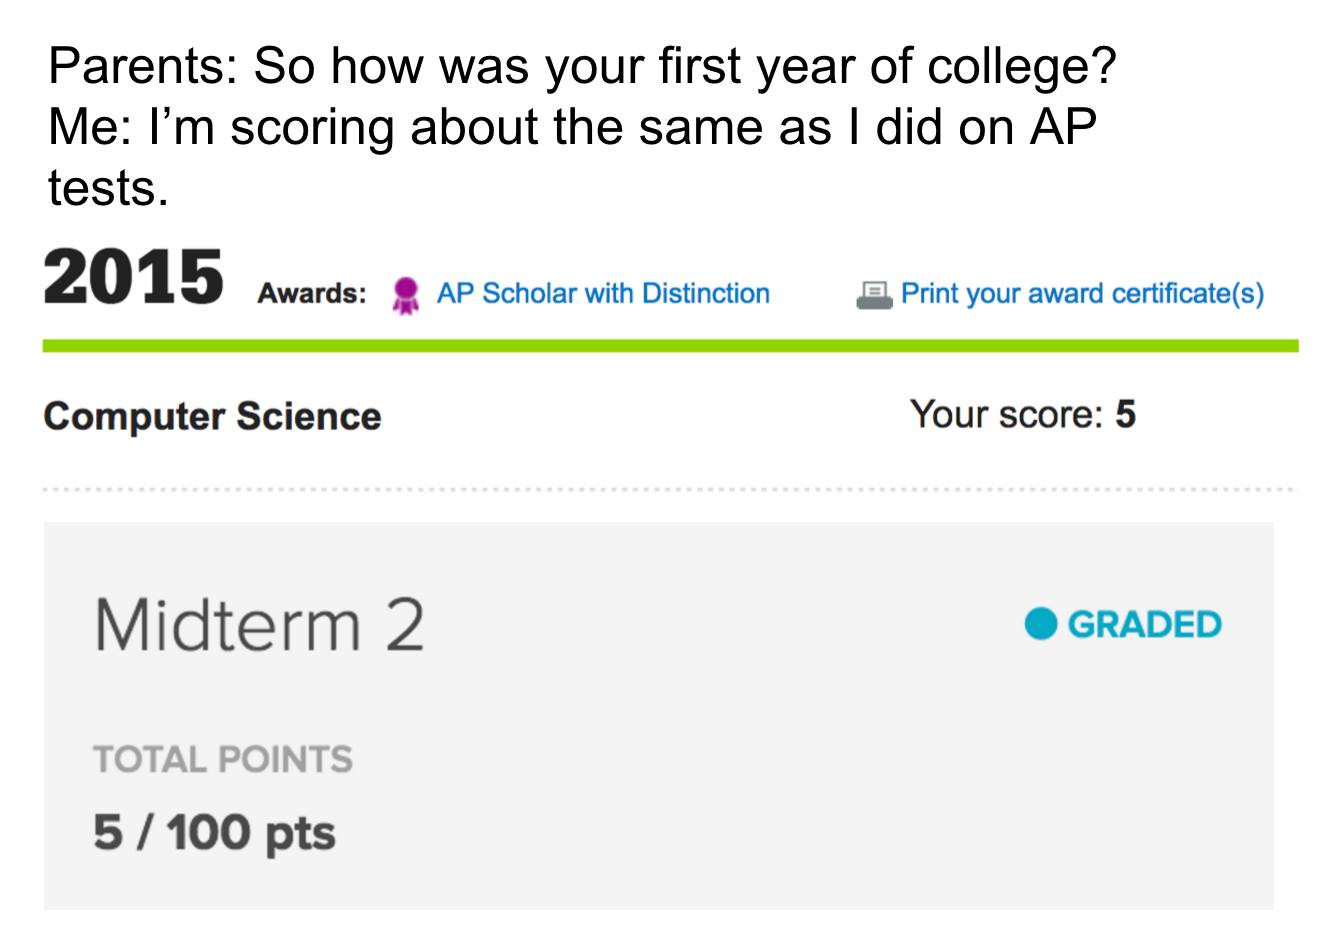 Parents: So how was your first year of college?
Me: I’m scoring about the same as I did on AP
tests.
2015 Awards: AP Scholar with Distinction Print your award certificate(s)
Computer Science Your score: 5
Midterm 2 GRADED
TOTAL POINTS
5 / 100 pts